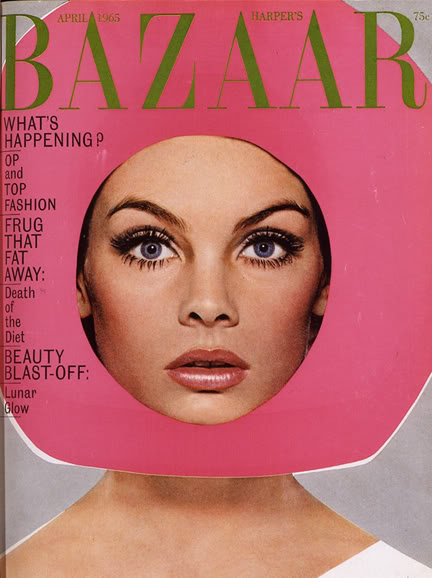 APRIL 1965
HARPER'S
75¢
BAZAAR
WHAT'S
HAPPENING?
OP
and
TOP
FASHION
FRUG
THAT
FAT
AWAY:
Death
of
the
Diet
BEAUTY
BLAST-OFF:
Lunar
Glow